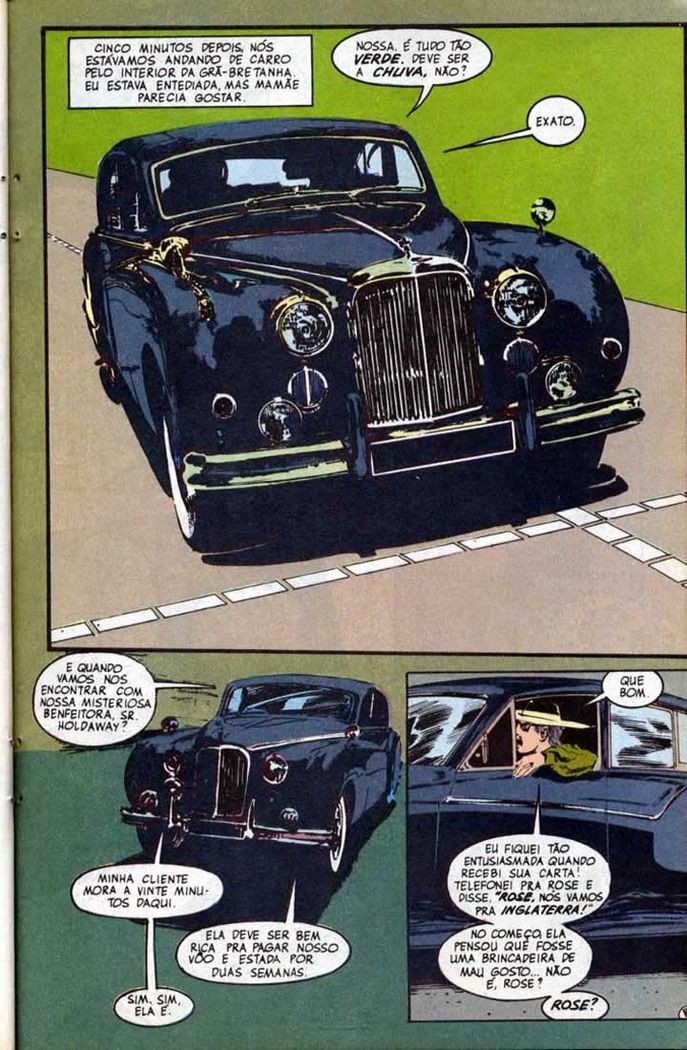 CINCO MINUTOS DEPOIS, NÓS
ESTÁVAMOS ANDANDO DE CARRO
PELO INTERIOR DA GRÃ-BRETANHA.
EU ESTAVA ENTEDIADA, MAS MAMÃE
PARECIA GOSTAR.
NOSSA. É TUDO TÃO
VERDE. DEVE SER
A CHUVA, NÃO?
EXATO.
E QUANDO
VAMOS NOS
ENCONTRAR COM
NOSSA MISTERIOSA
BENFEITORA, SR.
HOLDAWAY?
MINHA CLIENTE
MORA A VINTE MINU-
TOS DAQUI.
ELA DEVE SER BEM
RICA PRA PAGAR NOSSO
VÔO E ESTADA POR
DUAS SEMANAS.
SIM, SIM,
ELA É.
QUE
BOM.
EU FIQUEI TÃO
ENTUSIASMADA QUANDO
RECEBI SUA CARTA!
TELEFONEI PRA ROSE E
DISSE, "ROSE, NÓS VAMOS
PRA INGLATERRA!"
NO COMEÇO, ELA
PENSOU QUE FOSSE
UMA BRINCADEIRA DE
MAU GOSTO... NÃO
É, ROSE?
ROSE?